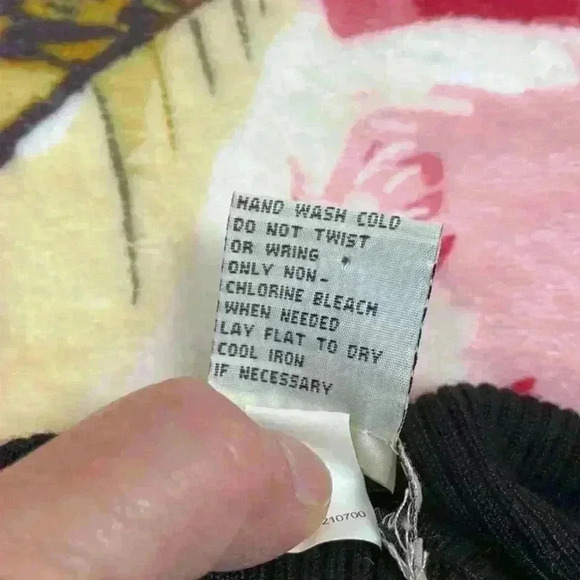 HAND WASH COLD
DO NOT TWIST
OR WRING
ONLY NON-
CHLORINE BLEACH
WHEN NEEDED
LAY FLAT TO DRY
COOL IRON
IF NECESSARY
210700